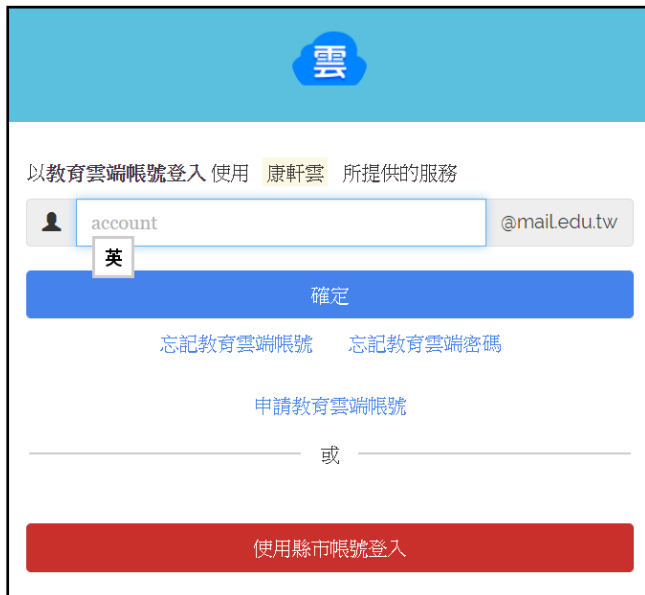 雲
以教育雲端帳號登入 使用 康軒雲 所提供的服務
account @mail.edu.tw
英
確定
忘記教育雲端帳號 忘記教育雲端密碼
申請教育雲端帳號
或
使用縣市帳號登入